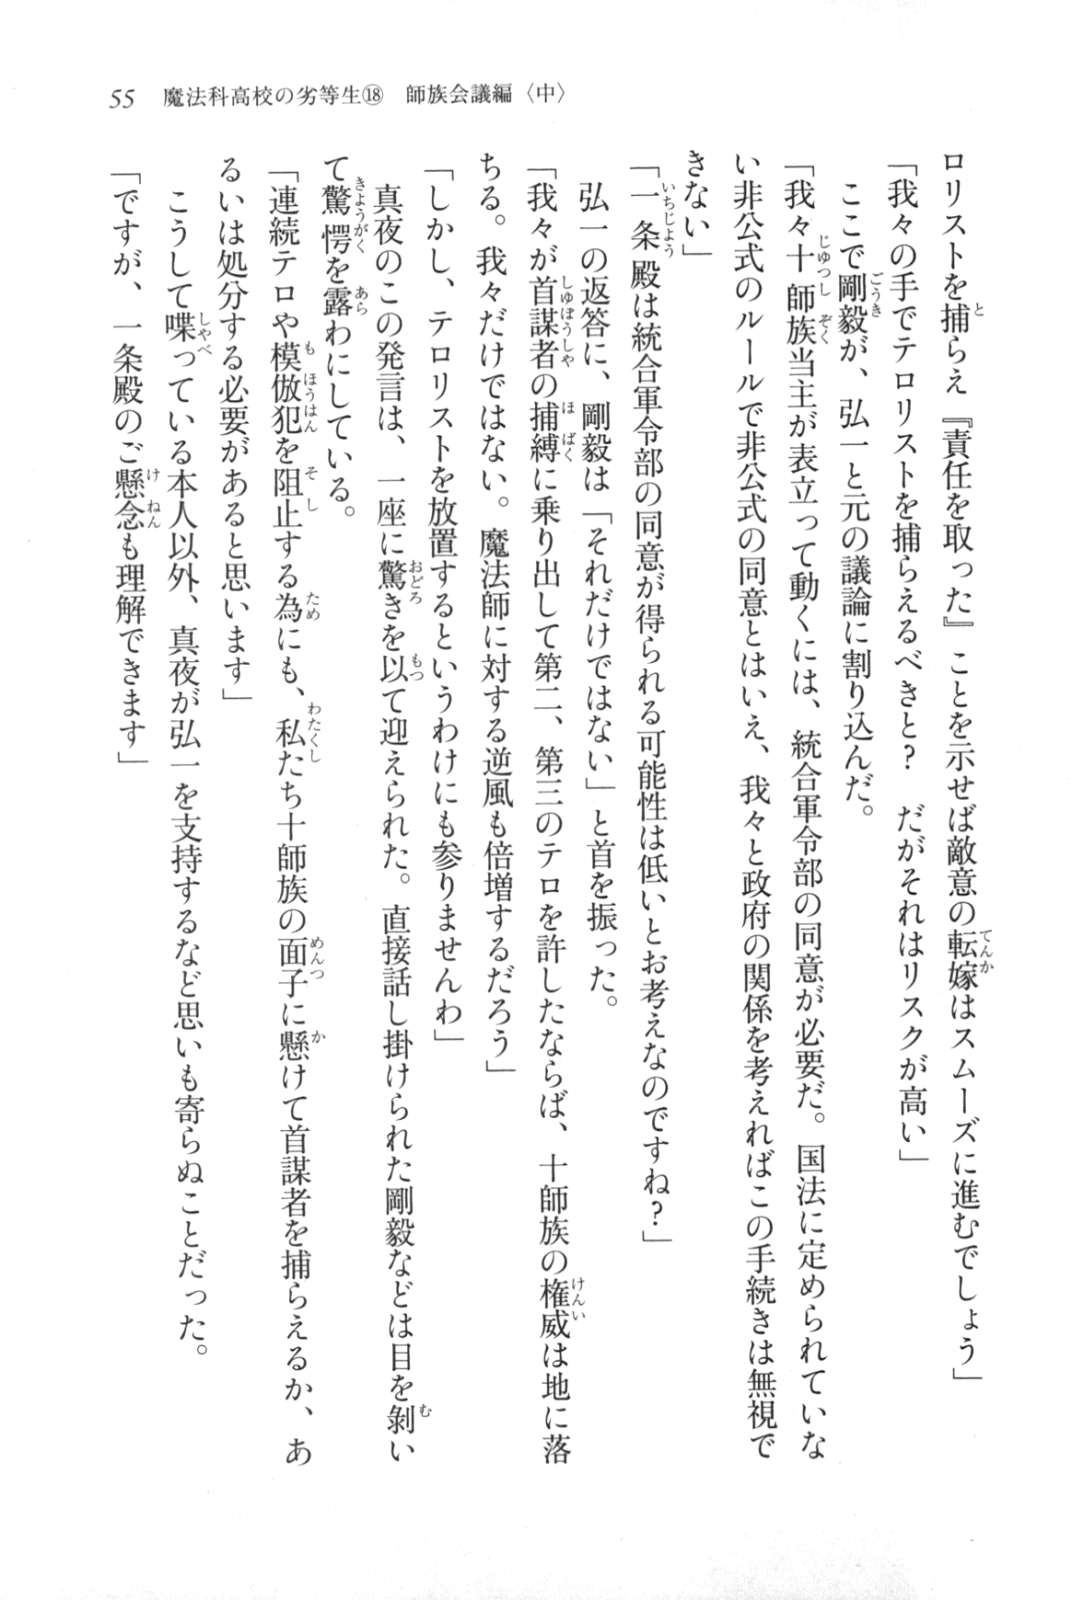 55　魔法科高校の劣等生⑱　師族会議編〈中〉
ロリストを捕らえ『責任を取った』ことを示せば敵意の転嫁はスムーズに進むでしょう」
「我々の手でテロリストを捕らえるべきと？　だがそれはリスクが高い」
　ここで剛毅が、弘一と元の議論に割り込んだ。
「我々十師族当主が表立って動くには、統合軍令部の同意が必要だ。国法に定められていな
い非公式のルールで非公式の同意とはいえ、我々と政府の関係を考えればこの手続きは無視で
きない」
「一条殿は統合軍令部の同意が得られる可能性は低いとお考えなのですね？」
　弘一の返答に、剛毅は「それだけではない」と首を振った。
「我々が首謀者の捕縛に乗り出して第二、第三のテロを許したならば、十師族の権威は地に落
ちる。我々だけではない。魔法師に対する逆風も倍増するだろう」
「しかし、テロリストを放置するというわけにも参りませんわ」
　真夜のこの発言は、一座に驚きを以て迎えられた。直接話し掛けられた剛毅などは目を剝い
て驚愕を露わにしている。
「連続テロや模倣犯を阻止する為にも、私たち十師族の面子に懸けて首謀者を捕らえるか、あ
るいは処分する必要があると思います」
　こうして喋っている本人以外、真夜が弘一を支持するなど思いも寄らぬことだった。
「ですが、一条殿のご懸念も理解できます」